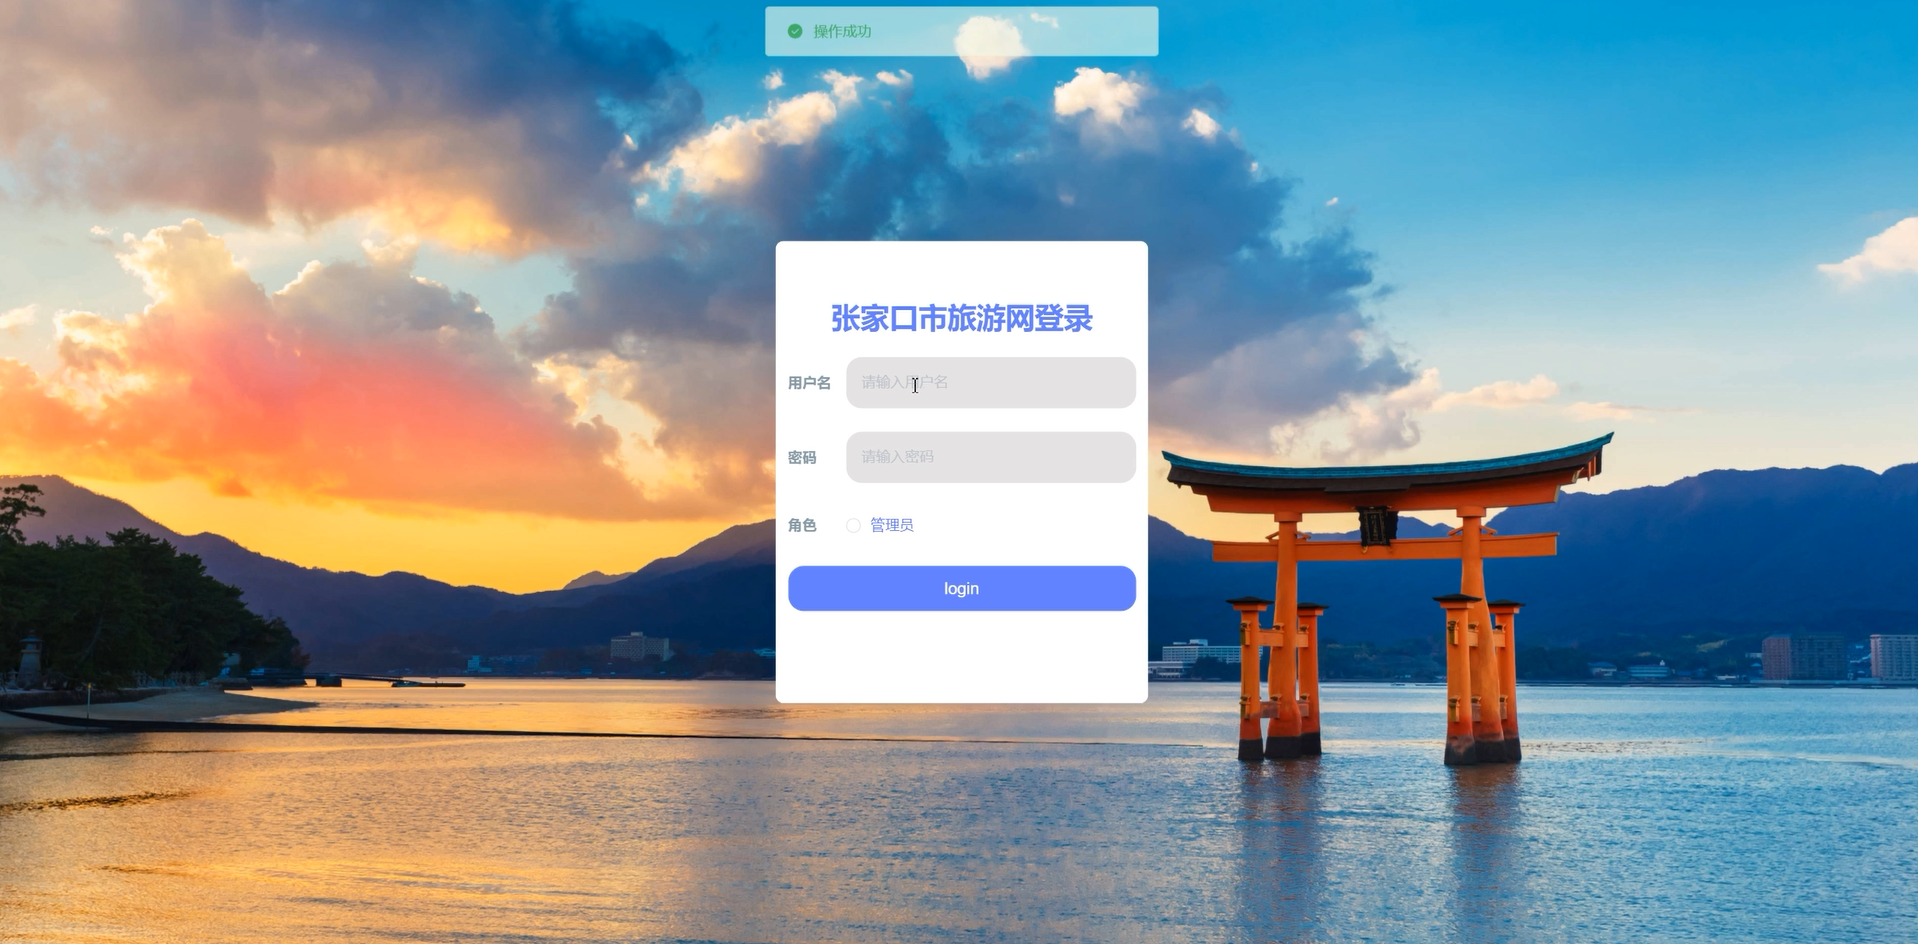 操作成功
张家口市旅游网登录
用户名 请输入用户名
密码 请输入密码
角色 管理员
login